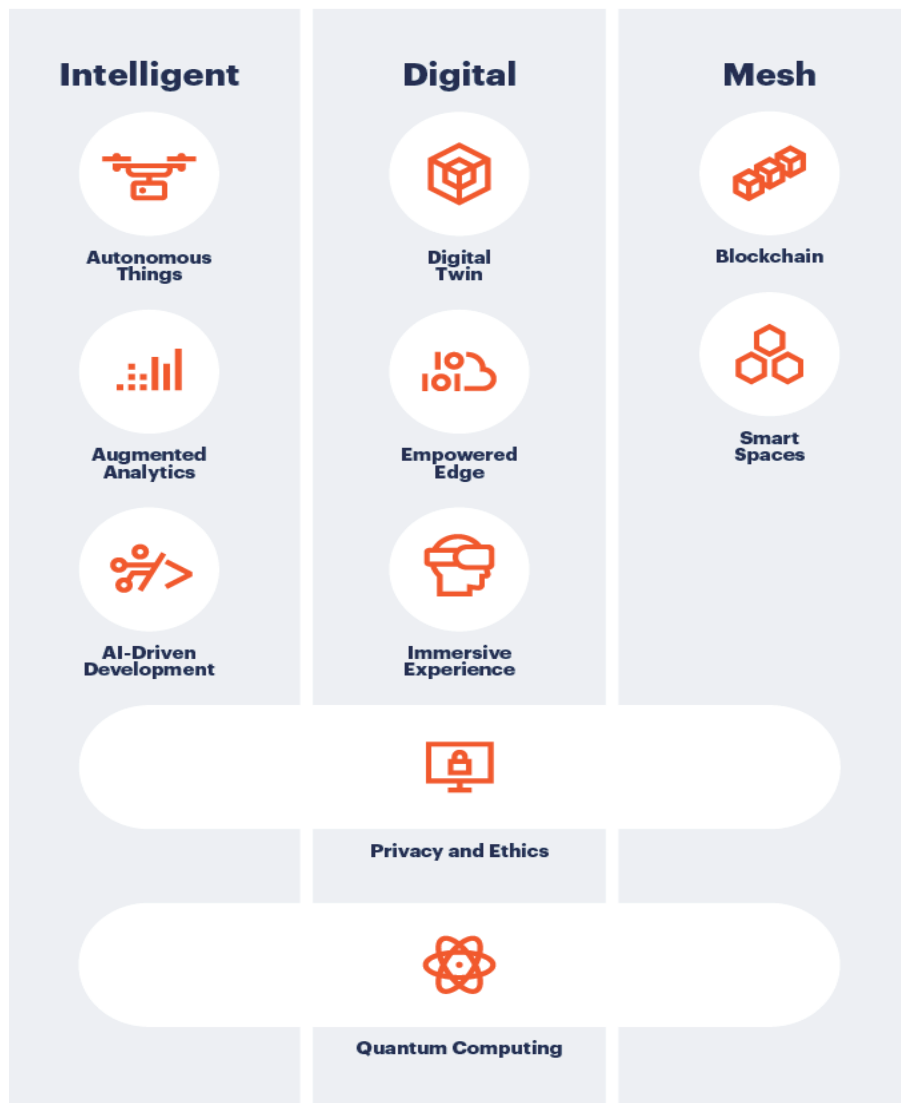 Intelligent
Autonomous
Things
Augmented
Analytics
AI-Driven
Development
Digital
Digital
Twin
Empowered
Edge
Immersive
Experience
Mesh
Blockchain
Smart
Spaces
Privacy and Ethics
Quantum Computing